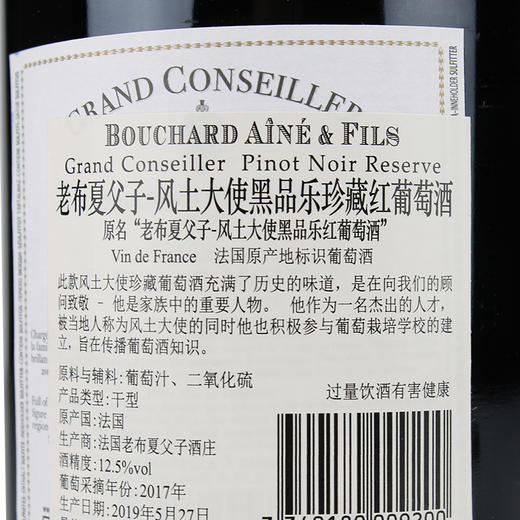 GRAND CONSEILLER
BOUCHARD AÎNÉ & FILS
Grand Conseiller Pinot Noir Reserve
老布夏父子-风土大使黑品乐珍藏红葡萄酒
原名“老布夏父子-风土大使黑品乐红葡萄酒”
Vin de France 法国原产地标识葡萄酒
此款风土大使珍藏葡萄酒充满了历史的味道，是在向我们的顾
问致敬 - 他是家族中的重要人物。 他作为一名杰出的人才，
被当地人称为风土大使的同时他也积极参与葡萄栽培学校的建
立，旨在传播葡萄酒知识。
原料与辅料:葡萄汁、二氧化硫
产品类型:干型
原产国:法国
生产商:法国老布夏父子酒庄
酒精度:12.5%vol
葡萄采摘年份:2017年
生产日期:2019年5月27日
过量饮酒有害健康